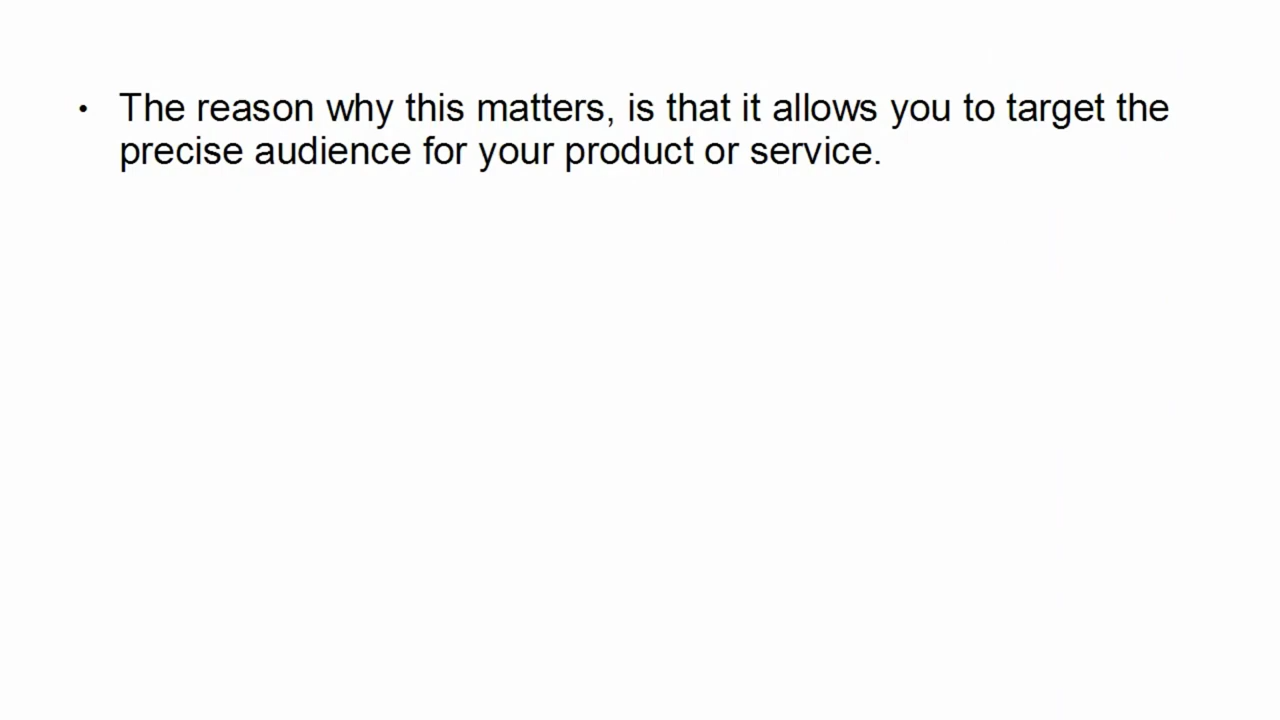 • The reason why this matters, is that it allows you to target the
precise audience for your product or service.